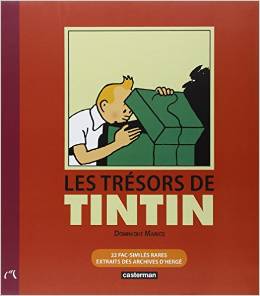 LES TRÉSORS DE
TINTIN
DOMINIQUE MARICQ
22 FAC-SIMILÉS RARES
EXTRAITS DES ARCHIVES D'HERGÉ
casterman